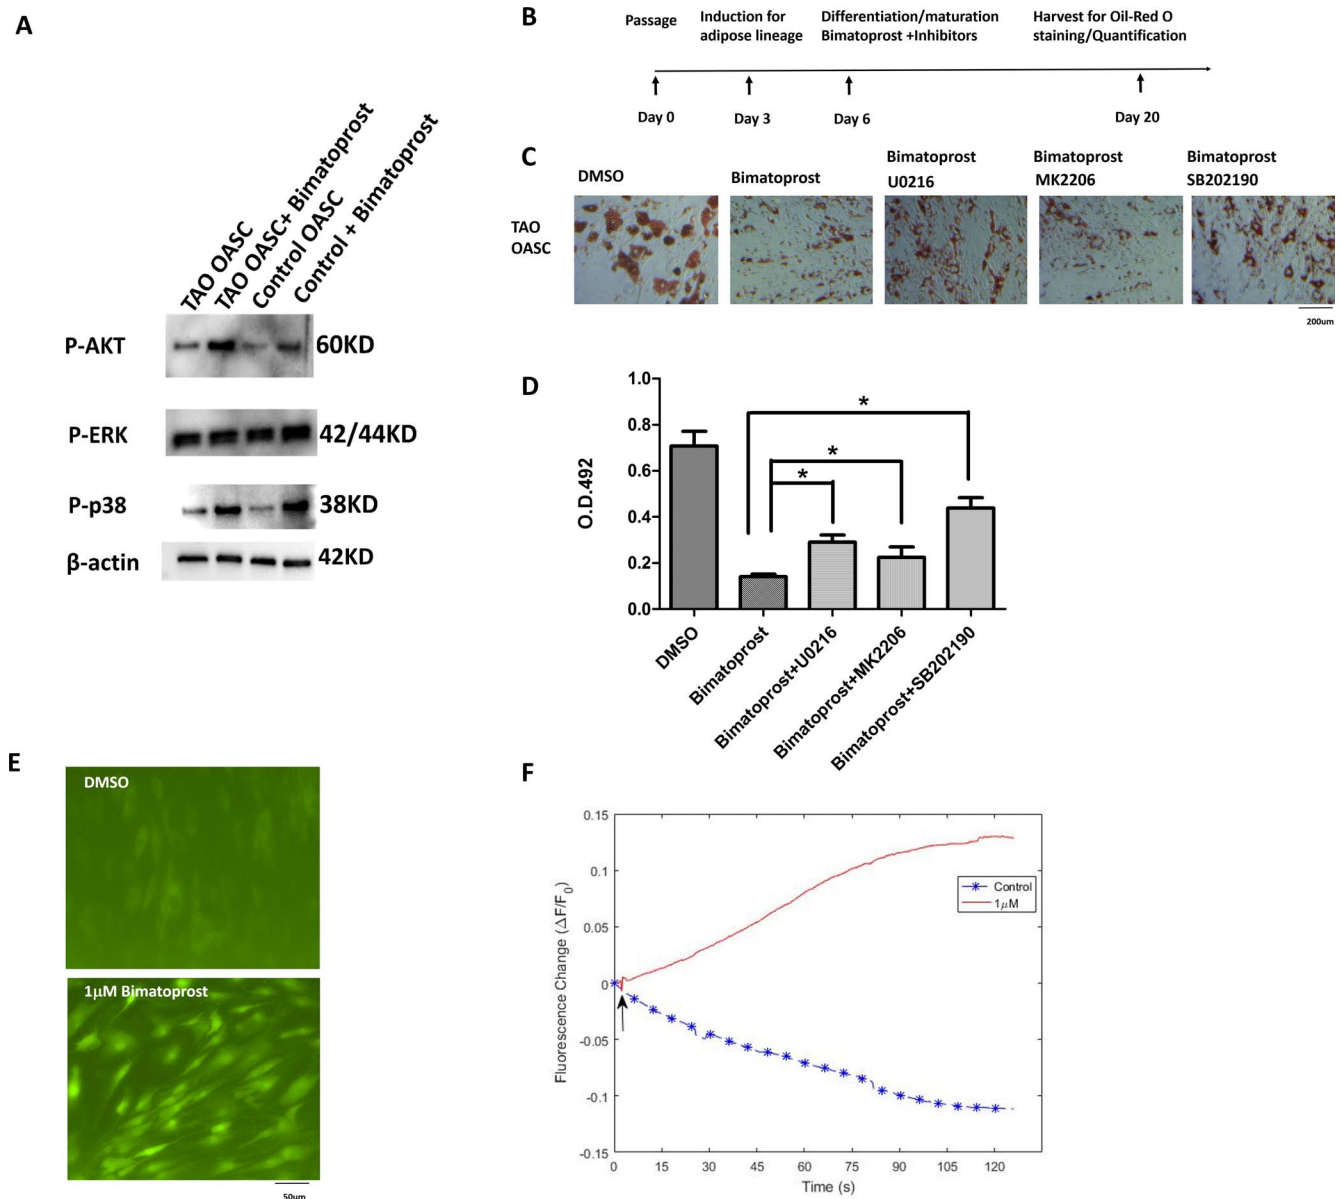 A
TAO OASC
TAO OASC+ Bimatoprost
Control OASC
Control + Bimatoprost
P-AKT
60KD
P-ERK
42/44KD
P-p38
38KD
β-actin
42KD
B
Passage
Induction for
adipose lineage
Differentiation/maturation
Bimatoprost +Inhibitors
Harvest for Oil-Red O
staining/Quantification
Day 0
Day 3
Day 6
Day 20
C
DMSO
Bimatoprost
Bimatoprost
U0216
Bimatoprost
MK2206
Bimatoprost
SB202190
TAO
OASC
200um
D
1.0
0.8
0.6
0.4
0.2
0.0
O.D.492
*
*
*
DMSO
Bimatoprost
Bimatoprost+U0216
Bimatoprost+MK2206
Bimatoprost+SB202190
E
DMSO
1μM Bimatoprost
50um
F
0.15
0.1
0.05
0
-0.05
-0.1
-0.15
Fluorescence Change (ΔF/F0)
Control
1μM
0
15
30
45
60
75
90
105
120
Time (s)